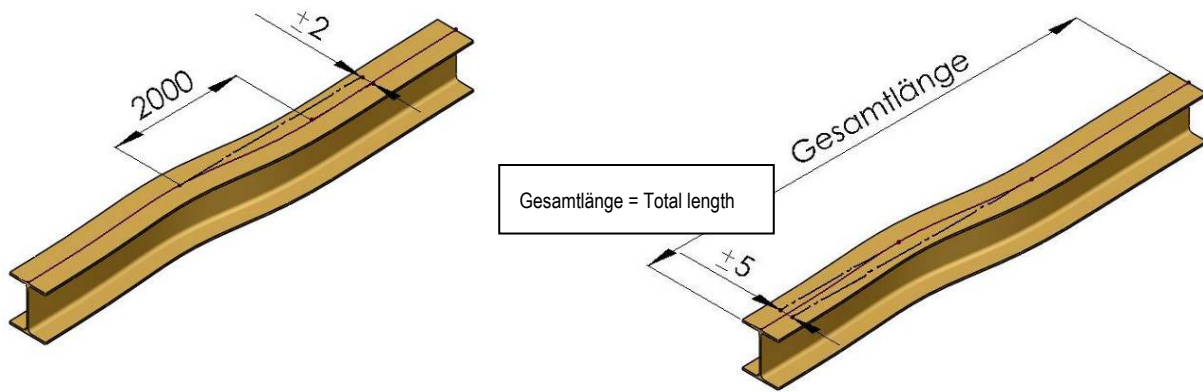 ±2
2000
Gesamtlänge
Gesamtlänge = Total length
±5